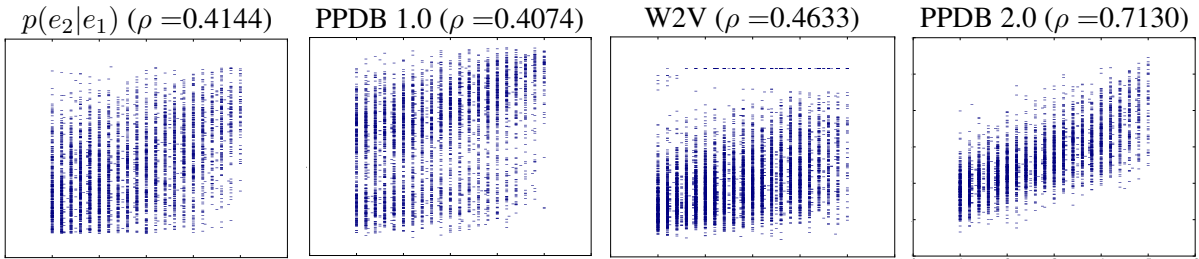 p(e₂|e₁) (ρ =0.4144) PPDB 1.0 (ρ =0.4074) W2V (ρ =0.4633) PPDB 2.0 (ρ =0.7130)